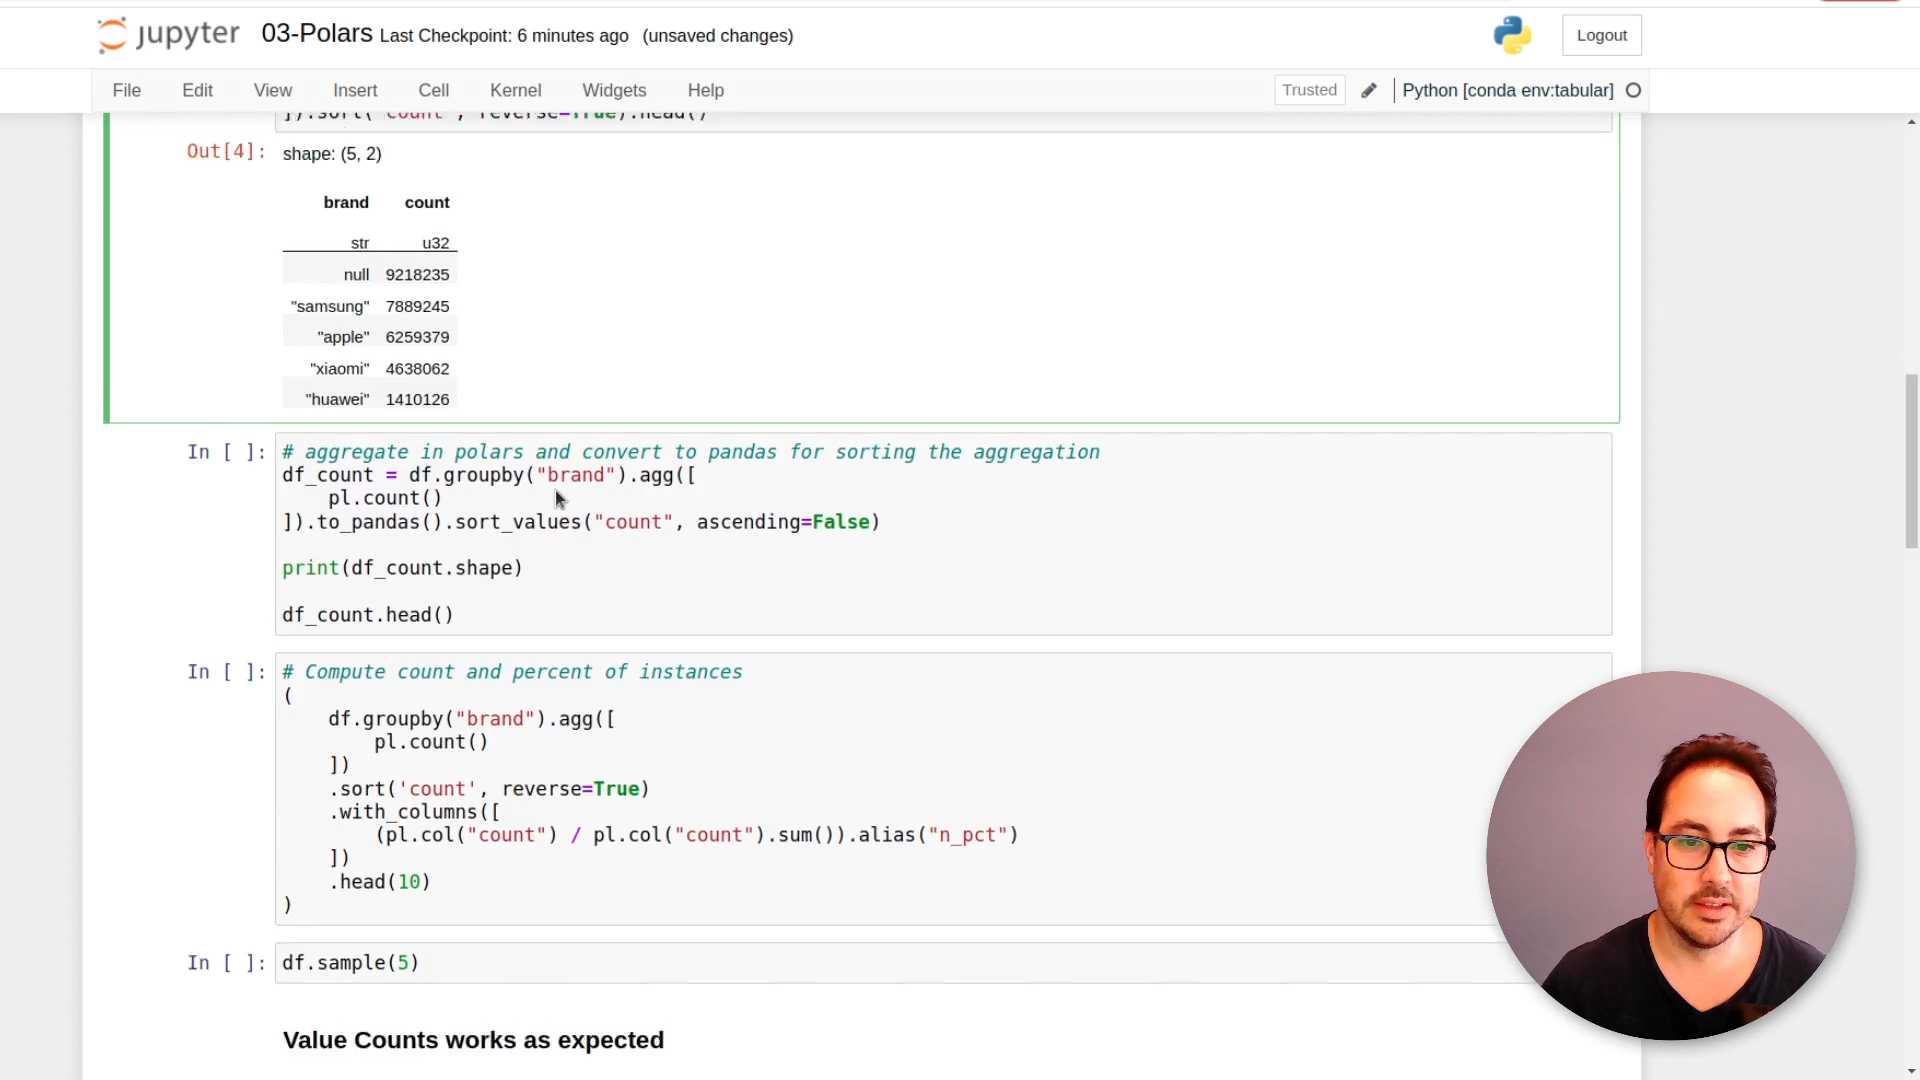 jupyter 03-Polars Last Checkpoint: 6 minutes ago (unsaved changes) Logout
File Edit View Insert Cell Kernel Widgets Help Trusted Python [conda env:tabular]
]).sort('count', reverse=True).head()
Out[4]: shape: (5, 2)
brand count
str u32
null 9218235
"samsung" 7889245
"apple" 6259379
"xiaomi" 4638062
"huawei" 1410126
In [ ]: # aggregate in polars and convert to pandas for sorting the aggregation
df_count = df.groupby("brand").agg([
pl.count()
]).to_pandas().sort_values("count", ascending=False)
print(df_count.shape)
df_count.head()
In [ ]: # Compute count and percent of instances
(
df.groupby("brand").agg([
pl.count()
])
.sort('count', reverse=True)
.with_columns([
(pl.col("count") / pl.col("count").sum()).alias("n_pct")
])
.head(10)
)
In [ ]: df.sample(5)
Value Counts works as expected